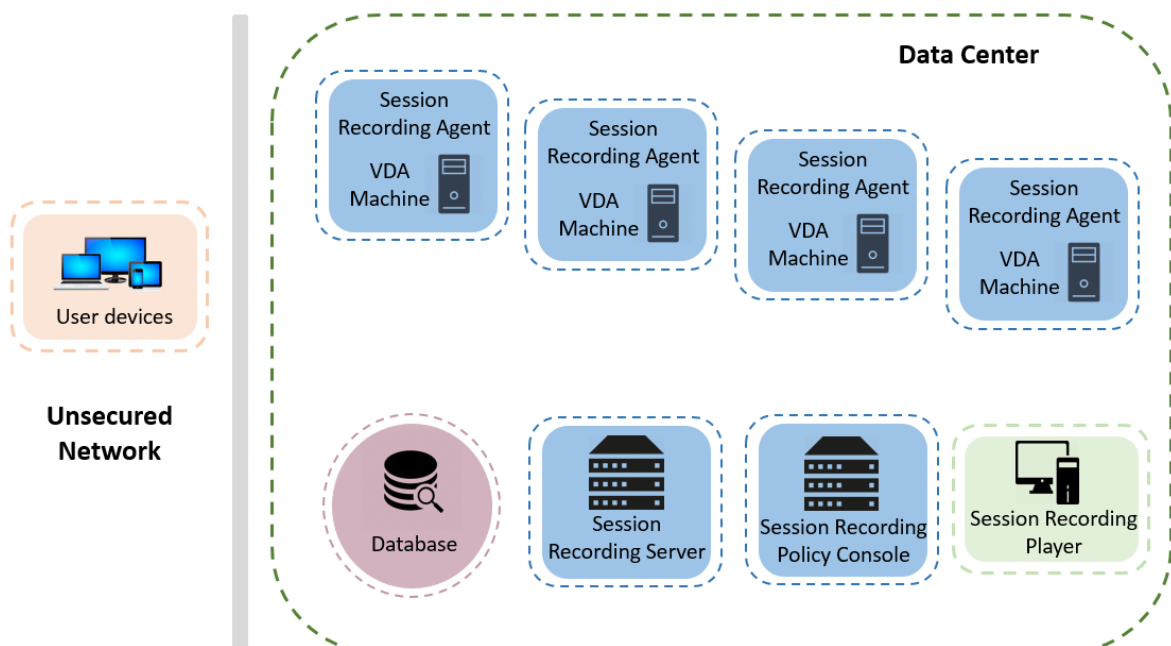 Data Center
Session
Recording Agent
VDA
Machine
Session
Recording Agent
VDA
Machine
Session
Recording Agent
VDA
Machine
Session
Recording Agent
VDA
Machine
User devices
Unsecured
Network
Database
Session
Recording Server
Session Recording
Policy Console
Session Recording
Player